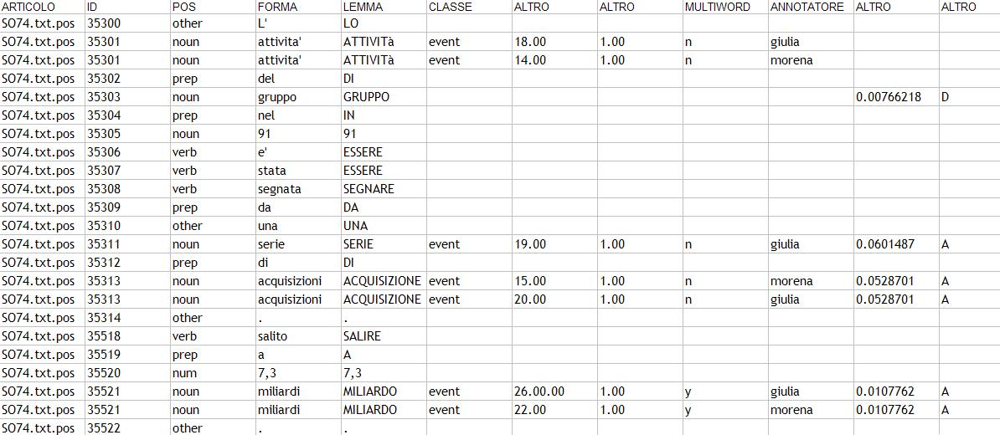 ARTICOLO ID POS FORMA LEMMA CLASSE ALTRO ALTRO MULTIWORD ANNOTATORE ALTRO ALTRO
SO74.txt.pos 35300 other L' LO
SO74.txt.pos 35301 noun attivita' ATTIVITà event 18.00 1.00 n giulia
SO74.txt.pos 35301 noun attivita' ATTIVITà event 14.00 1.00 n morena
SO74.txt.pos 35302 prep del DI
SO74.txt.pos 35303 noun gruppo GRUPPO 0.00766218 D
SO74.txt.pos 35304 prep nel IN
SO74.txt.pos 35305 noun 91 91
SO74.txt.pos 35306 verb e' ESSERE
SO74.txt.pos 35307 verb stata ESSERE
SO74.txt.pos 35308 verb segnata SEGNARE
SO74.txt.pos 35309 prep da DA
SO74.txt.pos 35310 other una UNA
SO74.txt.pos 35311 noun serie SERIE event 19.00 1.00 n giulia 0.0601487 A
SO74.txt.pos 35312 prep di DI
SO74.txt.pos 35313 noun acquisizioni ACQUISIZIONE event 15.00 1.00 n morena 0.0528701 A
SO74.txt.pos 35313 noun acquisizioni ACQUISIZIONE event 20.00 1.00 n giulia 0.0528701 A
SO74.txt.pos 35314 other . .
SO74.txt.pos 35518 verb salito SALIRE
SO74.txt.pos 35519 prep a A
SO74.txt.pos 35520 num 7,3 7,3
SO74.txt.pos 35521 noun miliardi MILIARDO event 26.00.00 1.00 y giulia 0.0107762 A
SO74.txt.pos 35521 noun miliardi MILIARDO event 22.00 1.00 y morena 0.0107762 A
SO74.txt.pos 35522 other . .